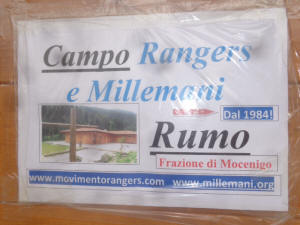 Campo Rangers
e Millemani
Dal 1984!
Rumo
Frazione di Mocenigo
www.movimentorangers.com www.millemani.org